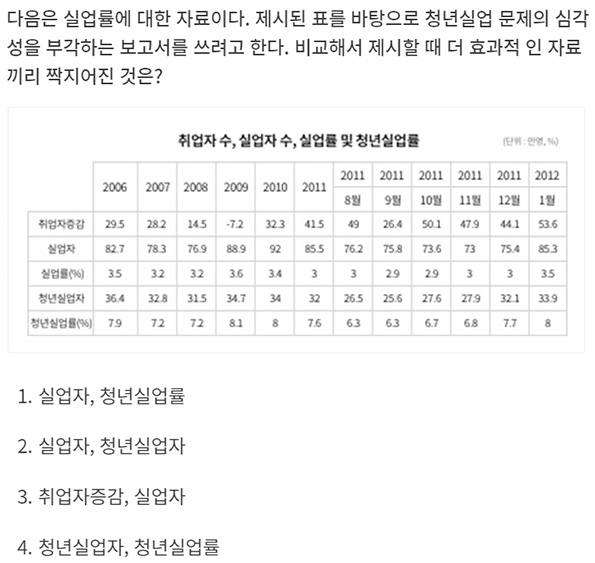 다음은 실업률에 대한 자료이다. 제시된 표를 바탕으로 청년실업 문제의 심각
성을 부각하는 보고서를 쓰려고 한다. 비교해서 제시할 때 더 효과적 인 자료
끼리 짝지어진 것은?
취업자 수, 실업자 수, 실업률 및 청년실업률
(단위 : 만명, %)
2006 2007 2008 2009 2010 2011 2011 8월 2011 9월 2011 10월 2011 11월 2011 12월 2012 1월
취업자증감 29.5 28.2 14.5 -7.2 32.3 41.5 49 26.4 50.1 47.9 44.1 53.6
실업자 82.7 78.3 76.9 88.9 92 85.5 76.2 75.8 73.6 73 75.4 85.3
실업률(%) 3.5 3.2 3.2 3.6 3.4 3 3 2.9 2.9 3 3 3.5
청년실업자 36.4 32.8 31.5 34.7 34 32 26.5 25.6 27.6 27.9 32.1 33.9
청년실업률(%) 7.9 7.2 7.2 8.1 8 7.6 6.3 6.3 6.7 6.8 7.7 8
1. 실업자, 청년실업률
2. 실업자, 청년실업자
3. 취업자증감, 실업자
4. 청년실업자, 청년실업률